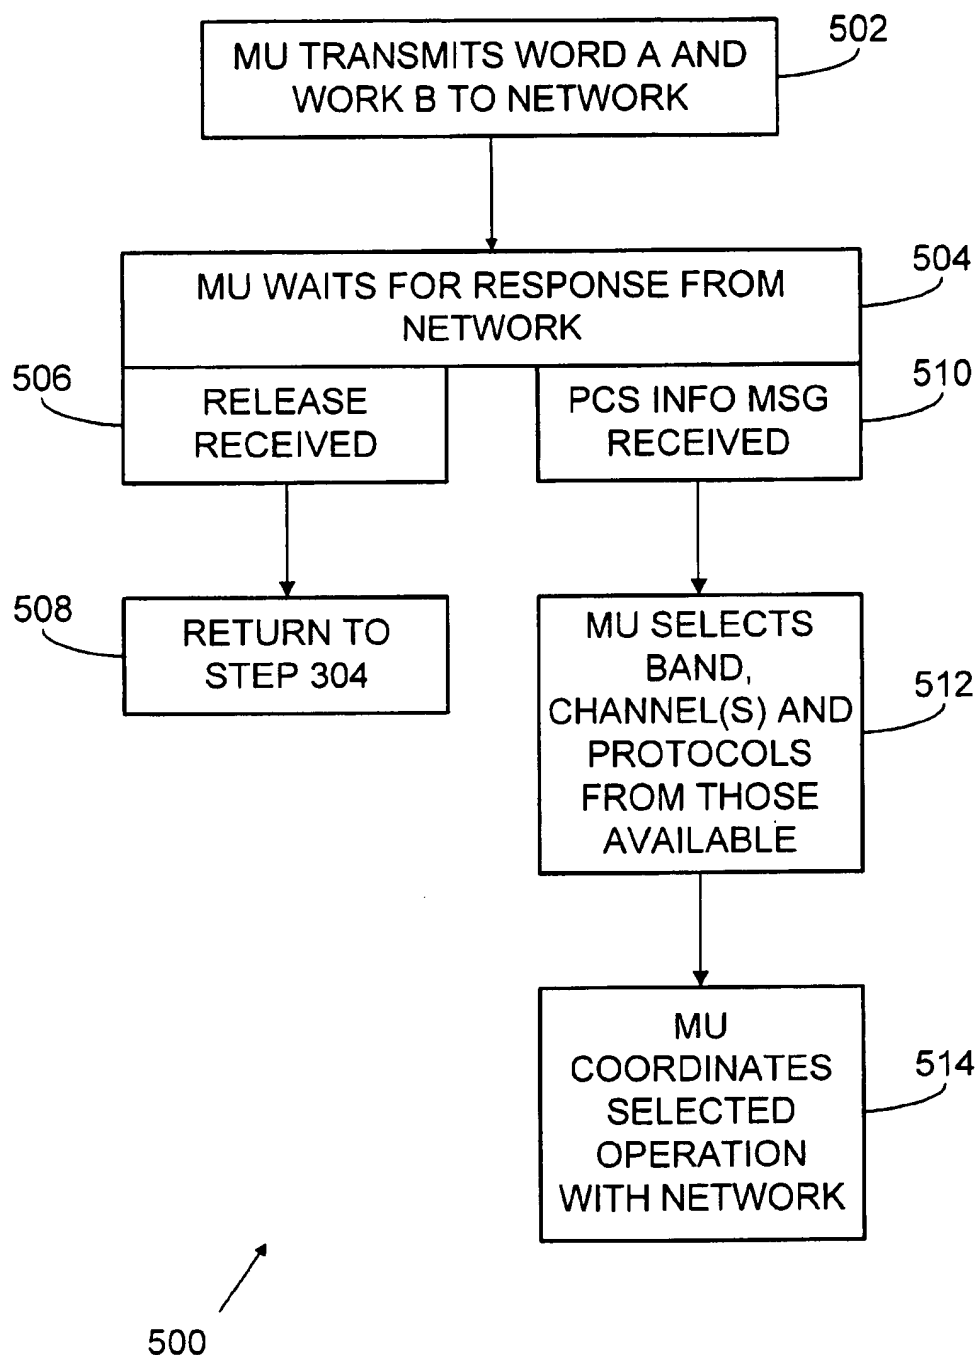 502
MU TRANSMITS WORD A AND
WORK B TO NETWORK
504
MU WAITS FOR RESPONSE FROM
NETWORK
506
RELEASE
RECEIVED
510
PCS INFO MSG
RECEIVED
508
RETURN TO
STEP 304
512
MU SELECTS
BAND,
CHANNEL(S) AND
PROTOCOLS
FROM THOSE
AVAILABLE
514
MU
COORDINATES
SELECTED
OPERATION
WITH NETWORK
500